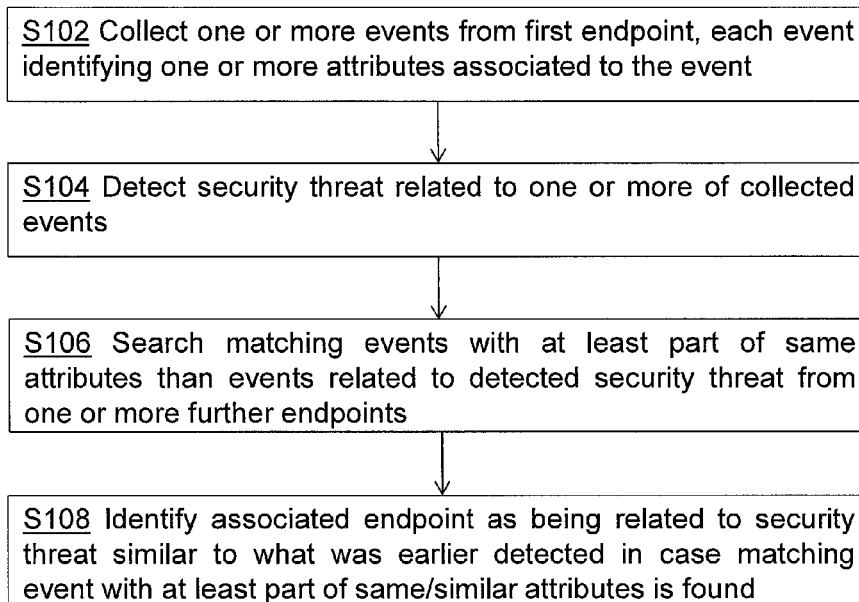 S102 Collect one or more events from first endpoint, each event
identifying one or more attributes associated to the event
S104 Detect security threat related to one or more of collected
events
S106 Search matching events with at least part of same
attributes than events related to detected security threat from
one or more further endpoints
S108 Identify associated endpoint as being related to security
threat similar to what was earlier detected in case matching
event with at least part of same/similar attributes is found